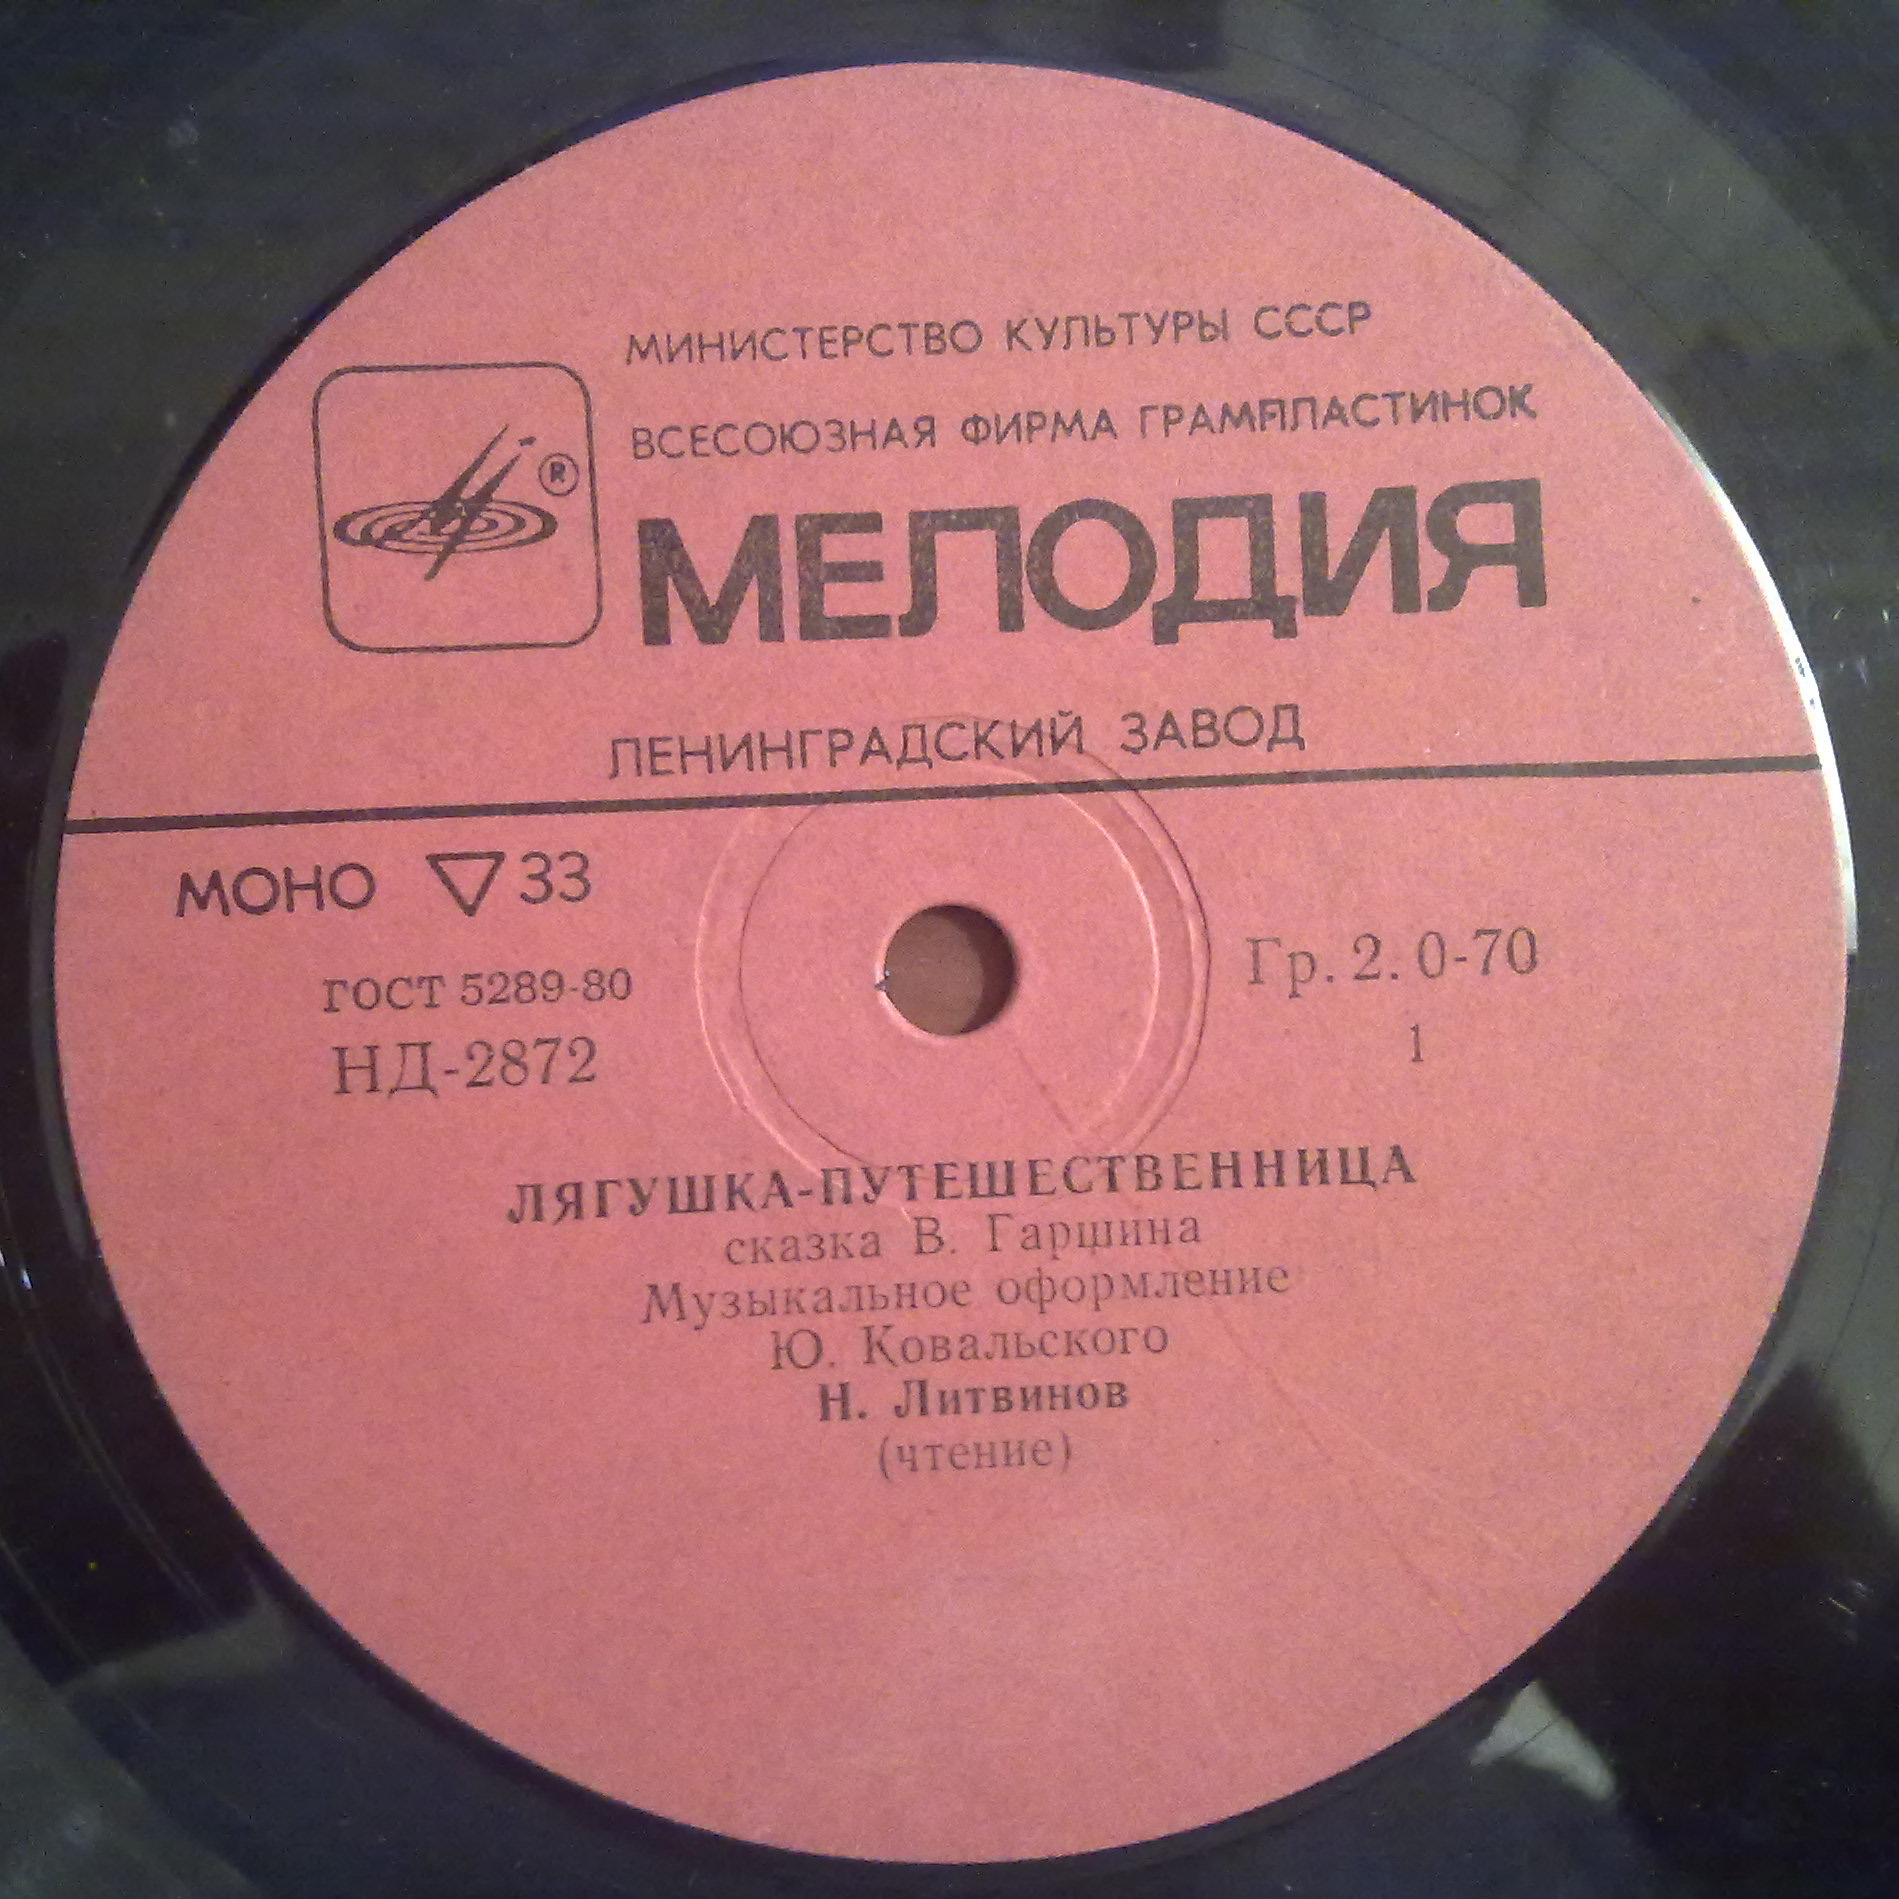 МИНИСТЕРСТВО КУЛЬТУРЫ СССР
ВСЕСОЮЗНАЯ ФИРМА ГРАМПЛАСТИНОК
®
МЕЛОДИЯ
ЛЕНИНГРАДСКИЙ ЗАВОД
МОНО ▽ 33
ГОСТ 5289-80
НД-2872
Гр. 2. 0-70
1
ЛЯГУШКА-ПУТЕШЕСТВЕННИЦА
сказка В. Гаршина
Музыкальное оформление
Ю. Ковальского
Н. Литвинов
(чтение)